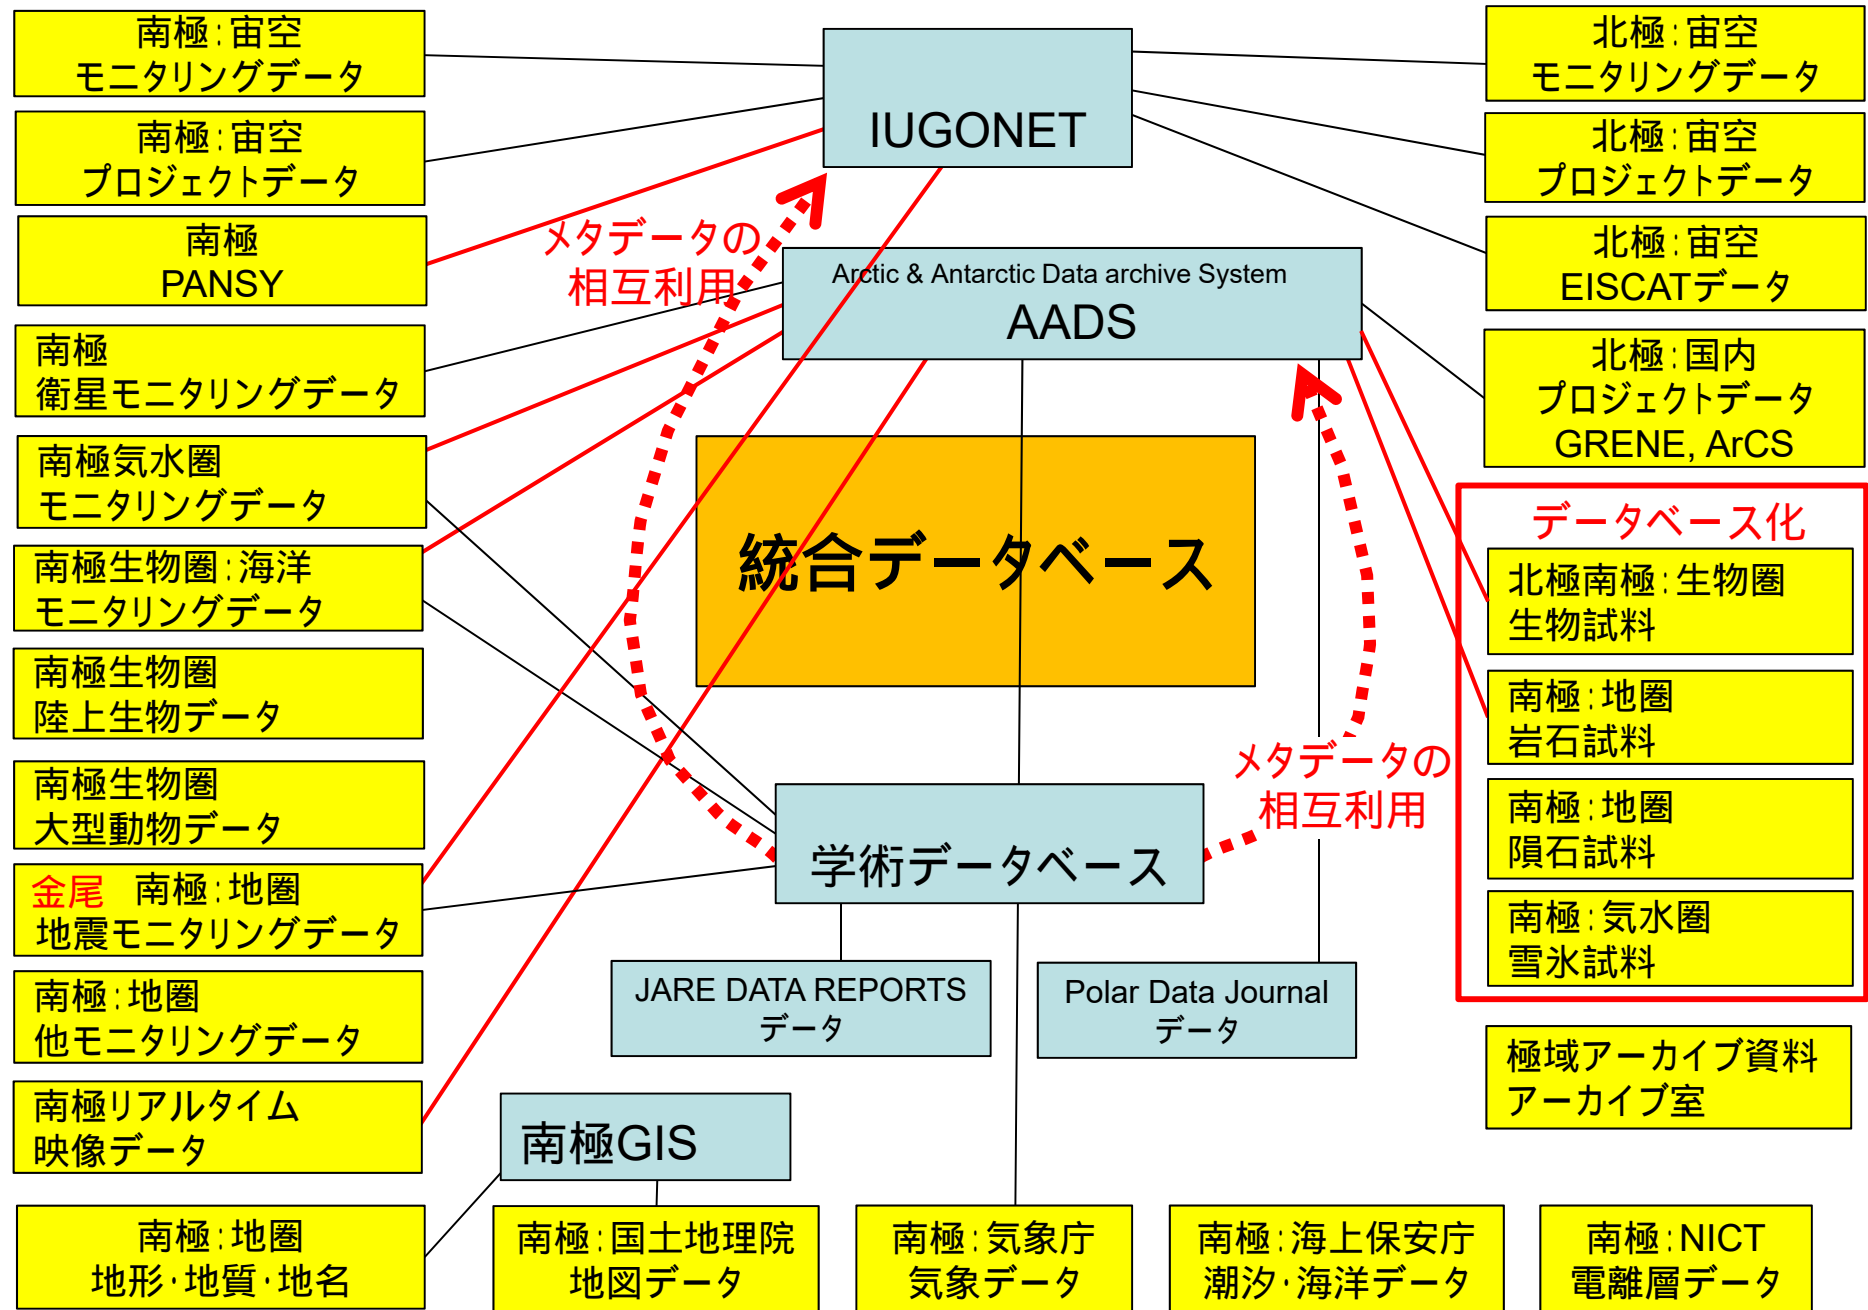 南極:宙空
モニタリングデータ
南極:宙空
プロジェクトデータ
南極
PANSY
南極
衛星モニタリングデータ
南極気水圏
モニタリングデータ
南極生物圏:海洋
モニタリングデータ
南極生物圏
陸上生物データ
南極生物圏
大型動物データ
金尾 南極:地圏
地震モニタリングデータ
南極:地圏
他モニタリングデータ
南極リアルタイム
映像データ
南極:地圏
地形・地質・地名
IUGONET
メタデータの
相互利用
Arctic & Antarctic Data archive System
AADS
統合データベース
メタデータの
相互利用
学術データベース
JARE DATA REPORTS
データ
Polar Data Journal
データ
南極GIS
南極:国土地理院
地図データ
南極:気象庁
気象データ
南極:海上保安庁
潮汐・海洋データ
南極:NICT
電離層データ
北極:宙空
モニタリングデータ
北極:宙空
プロジェクトデータ
北極:宙空
EISCATデータ
北極:国内
プロジェクトデータ
GRENE, ArCS
データベース化
北極南極:生物圏
生物試料
南極:地圏
岩石試料
南極:地圏
隕石試料
南極:気水圏
雪氷試料
極域アーカイブ資料
アーカイブ室